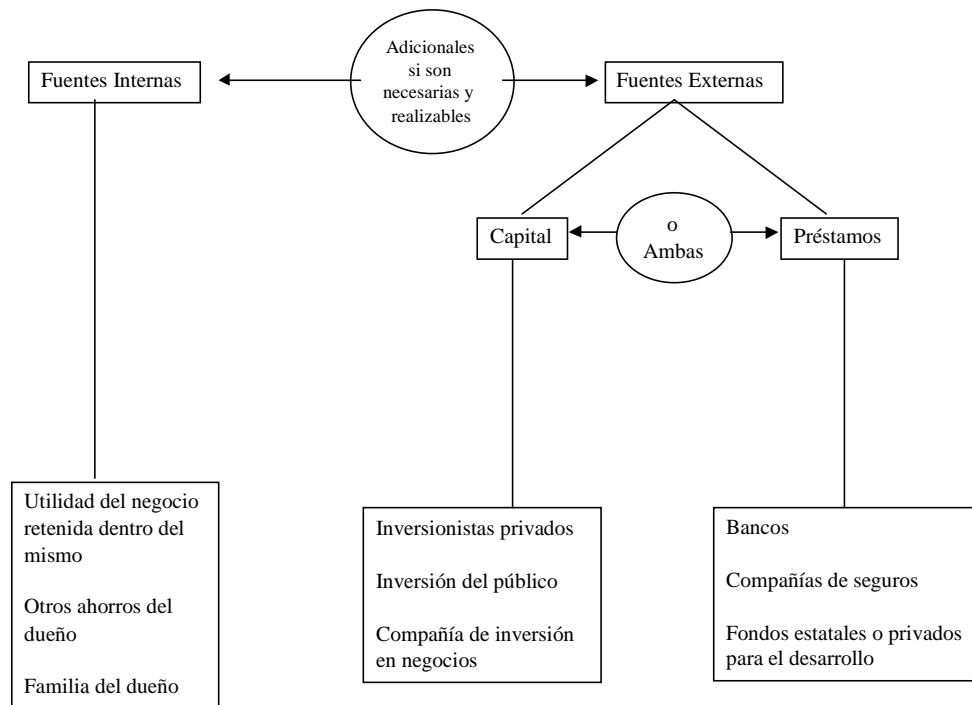 Adicionales
si son
necesarias y
realizables
Fuentes Internas
Fuentes Externas
Capital
o
Ambas
Préstamos
Utilidad del negocio
retenida dentro del
mismo
Otros ahorros del
dueño
Familia del dueño
Inversionistas privados
Inversión del público
Compañía de inversión
en negocios
Bancos
Compañías de seguros
Fondos estatales o privados
para el desarrollo